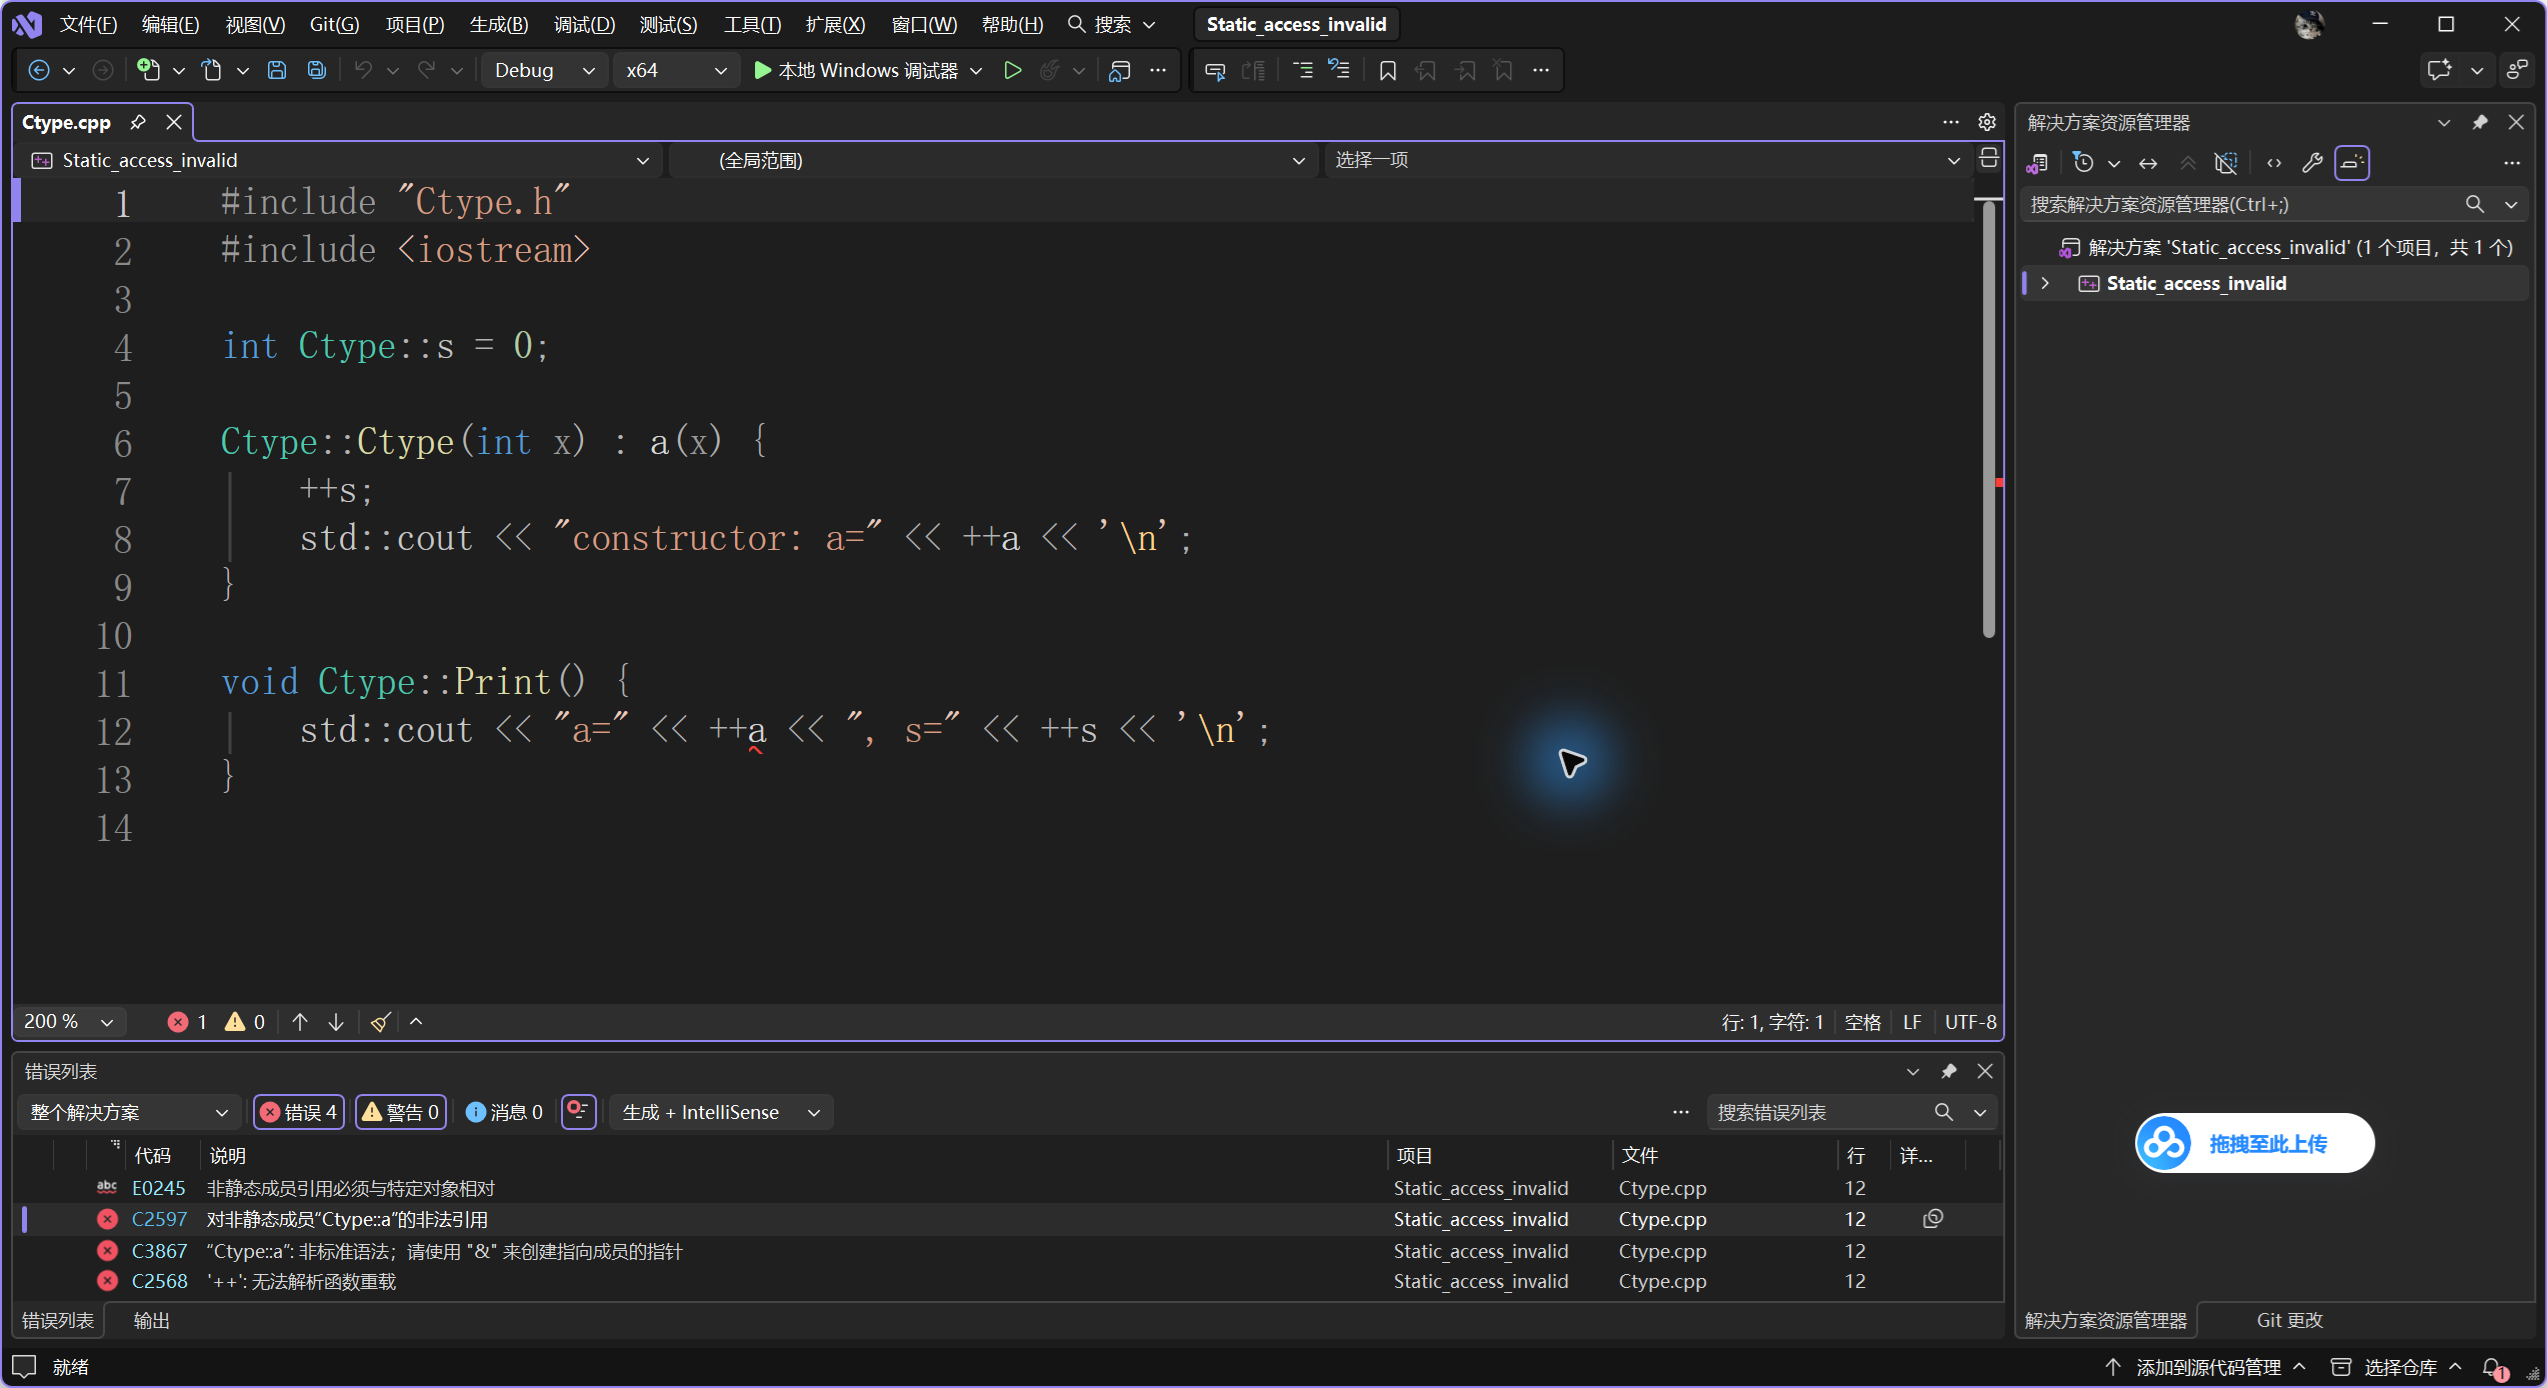 文件(F) 编辑(E) 视图(V) Git(G) 项目(P) 生成(B) 调试(D) 测试(S) 工具(T) 扩展(X) 窗口(W) 帮助(H) 搜索 Static_access_invalid
Debug x64 本地 Windows 调试器
Ctype.cpp
Static_access_invalid (全局范围) 选择一项
1 #include "Ctype.h"
2 #include <iostream>
3
4 int Ctype::s = 0;
5
6 Ctype::Ctype(int x) : a(x) {
7 ++s;
8 std::cout << "constructor: a=" << ++a << '\n';
9 }
10
11 void Ctype::Print() {
12 std::cout << "a=" << ++a << ", s=" << ++s << '\n';
13 }
14
200 % 1 0 行: 1, 字符: 1 空格 LF UTF-8
错误列表
整个解决方案 错误 4 警告 0 消息 0 生成 + IntelliSense 搜索错误列表
代码 说明 项目 文件 行 详...
abc E0245 非静态成员引用必须与特定对象相对 Static_access_invalid Ctype.cpp 12
C2597 对非静态成员“Ctype::a”的非法引用 Static_access_invalid Ctype.cpp 12
C3867 “Ctype::a”: 非标准语法；请使用 "&" 来创建指向成员的指针 Static_access_invalid Ctype.cpp 12
C2568 '++': 无法解析函数重载 Static_access_invalid Ctype.cpp 12
错误列表 输出
解决方案资源管理器
搜索解决方案资源管理器(Ctrl+;)
解决方案 'Static_access_invalid' (1 个项目，共 1 个)
Static_access_invalid
拖拽至此上传
解决方案资源管理器 Git 更改
就绪 添加到源代码管理 选择仓库 1